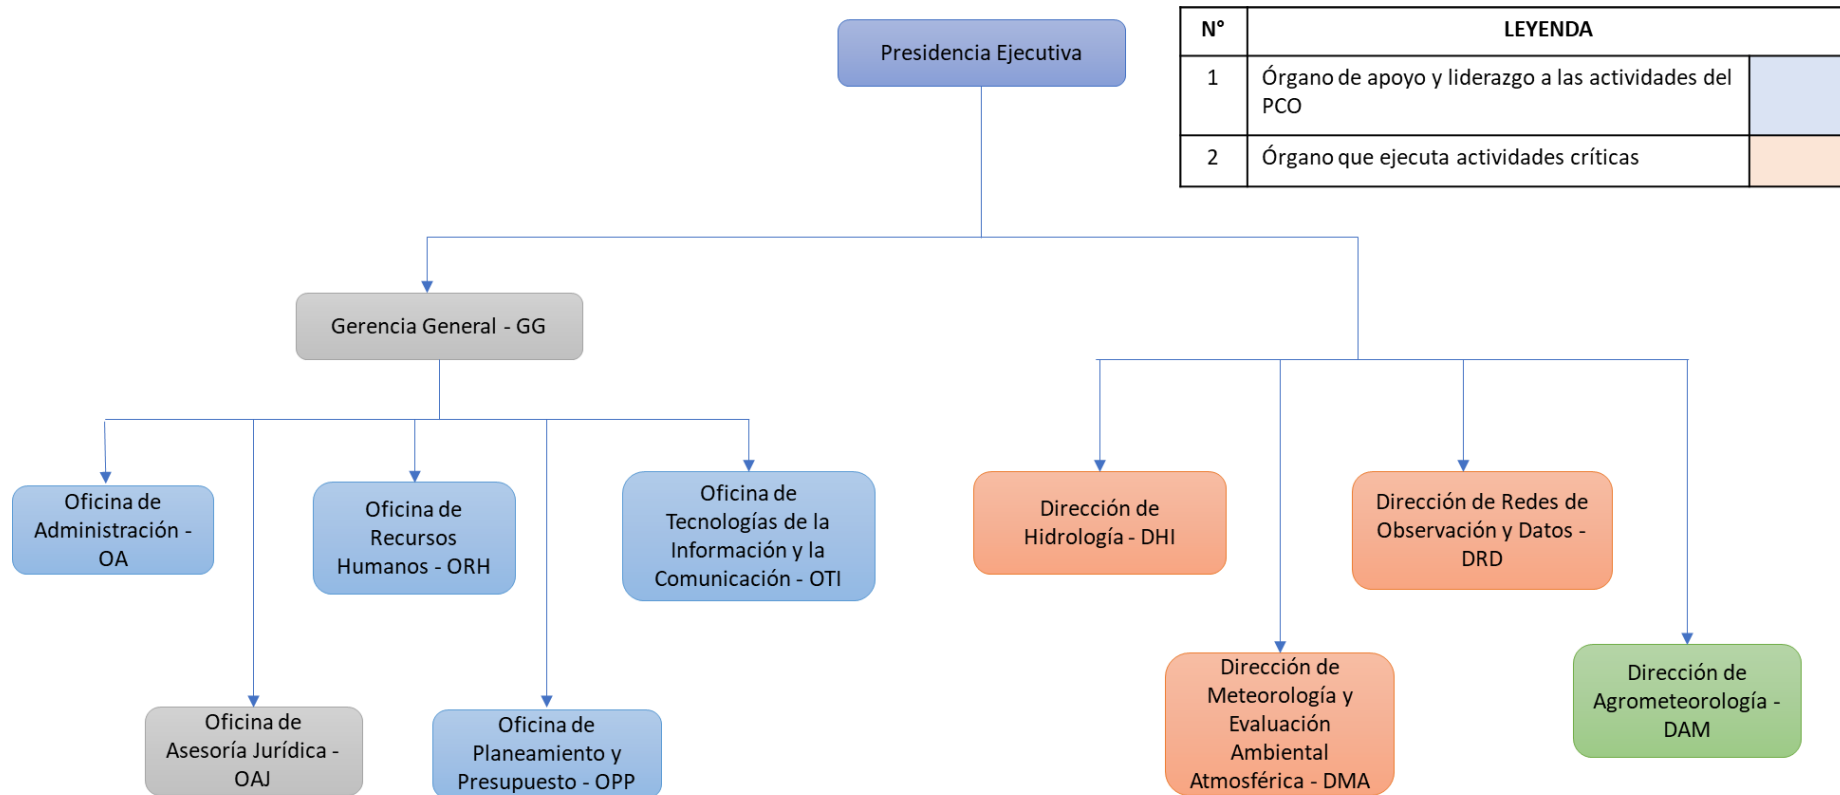 Presidencia Ejecutiva
N°
LEYENDA
1
Órgano de apoyo y liderazgo a las actividades del
PCO
2
Órgano que ejecuta actividades críticas
Gerencia General - GG
Oficina de
Administración -
OA
Oficina de
Recursos
Humanos - ORH
Oficina de
Tecnologías de la
Información y la
Comunicación - OTI
Dirección de
Hidrología - DHI
Dirección de Redes de
Observación y Datos -
DRD
Oficina de
Asesoría Jurídica -
OAJ
Oficina de
Planeamiento y
Presupuesto - OPP
Dirección de
Meteorología y
Evaluación
Ambiental
Atmosférica - DMA
Dirección de
Agrometeorología -
DAM